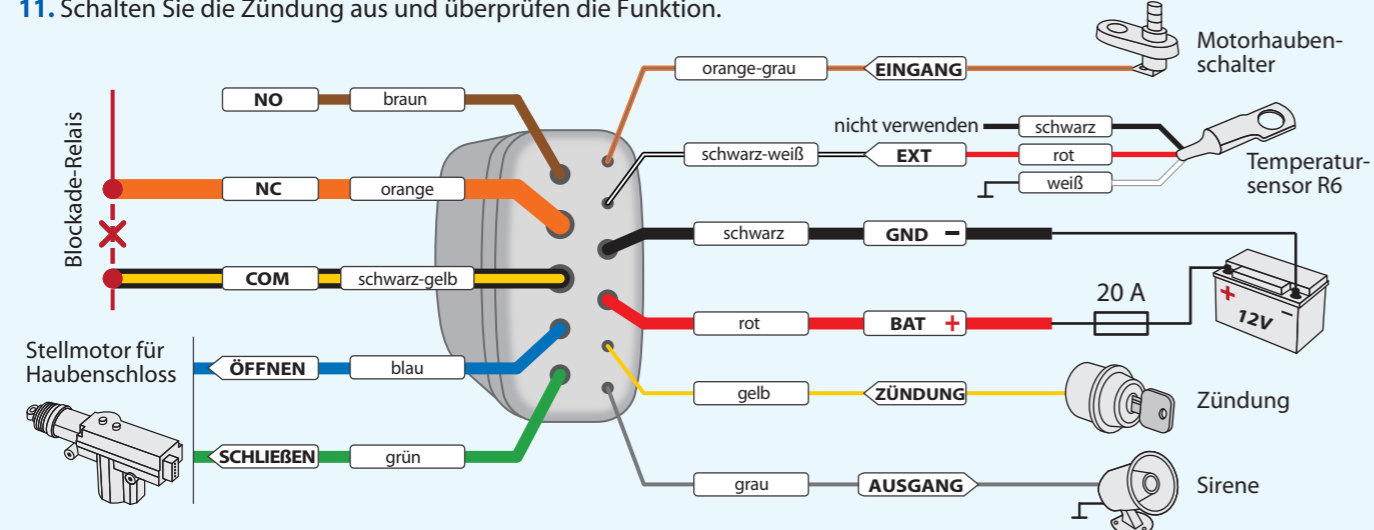 11. Schalten Sie die Zündung aus und überprüfen die Funktion.
Blockade-Relais
NO braun
NC orange
COM schwarz-gelb
Stellmotor für
Haubenschloss
ÖFFNEN blau
SCHLIEßEN grün
orange-grau EINGANG
Motorhauben-
schalter
nicht verwenden schwarz
schwarz-weiß EXT rot
weiß
Temperatur-
sensor R6
schwarz GND −
rot BAT +
20 A
+ −
12V
gelb ZÜNDUNG
Zündung
grau AUSGANG
Sirene